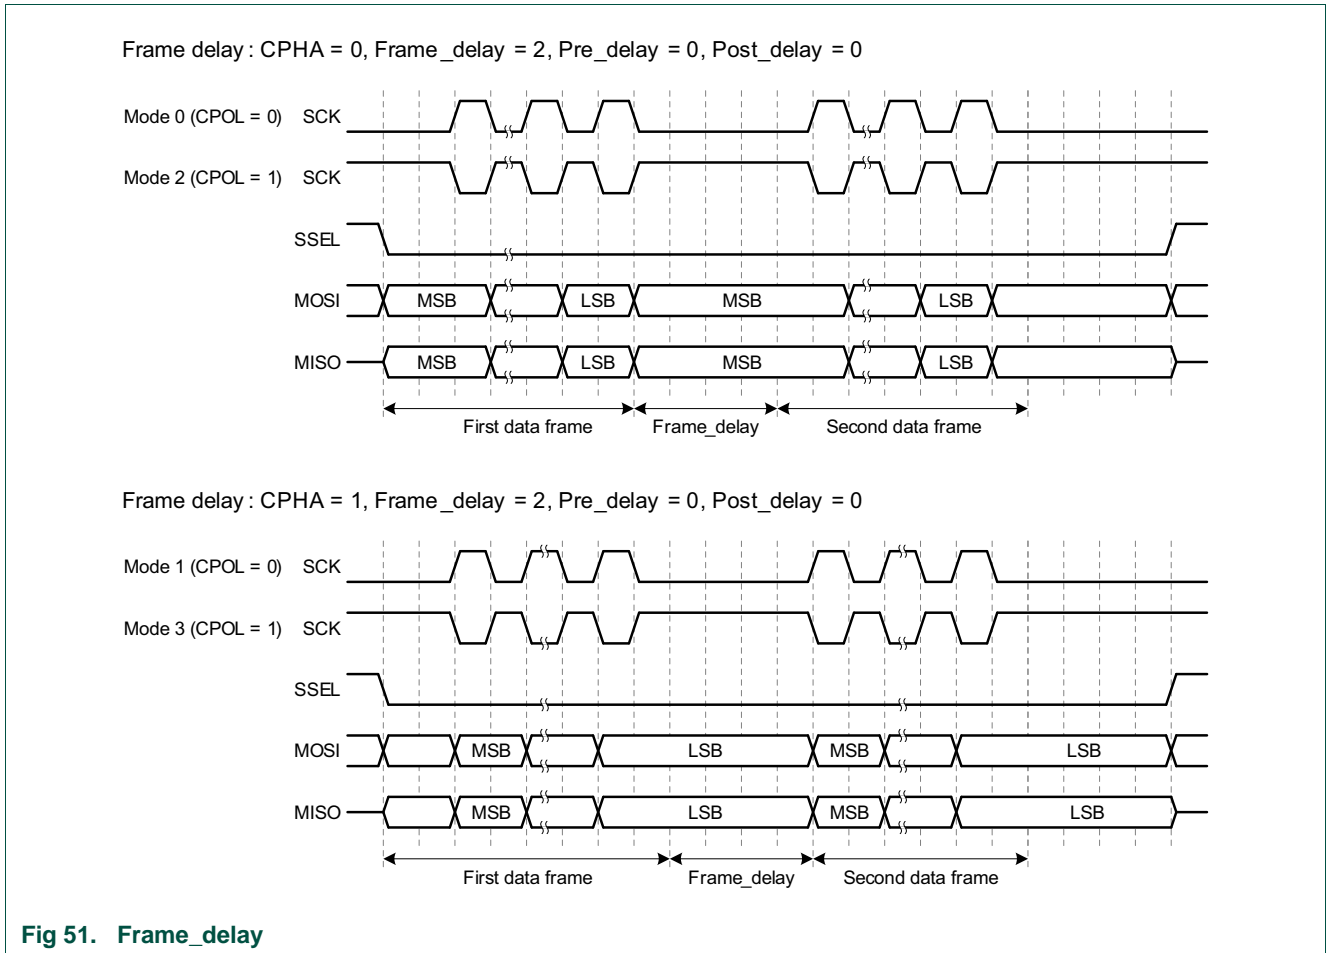 Frame delay : CPHA = 0, Frame_delay = 2, Pre_delay = 0, Post_delay = 0
Mode 0 (CPOL = 0) SCK
Mode 2 (CPOL = 1) SCK
SSEL
MOSI MSB LSB MSB LSB
MISO MSB LSB MSB LSB
First data frame Frame_delay Second data frame
Frame delay : CPHA = 1, Frame_delay = 2, Pre_delay = 0, Post_delay = 0
Mode 1 (CPOL = 0) SCK
Mode 3 (CPOL = 1) SCK
SSEL
MOSI MSB LSB MSB LSB
MISO MSB LSB MSB LSB
First data frame Frame_delay Second data frame
Fig 51. Frame_delay